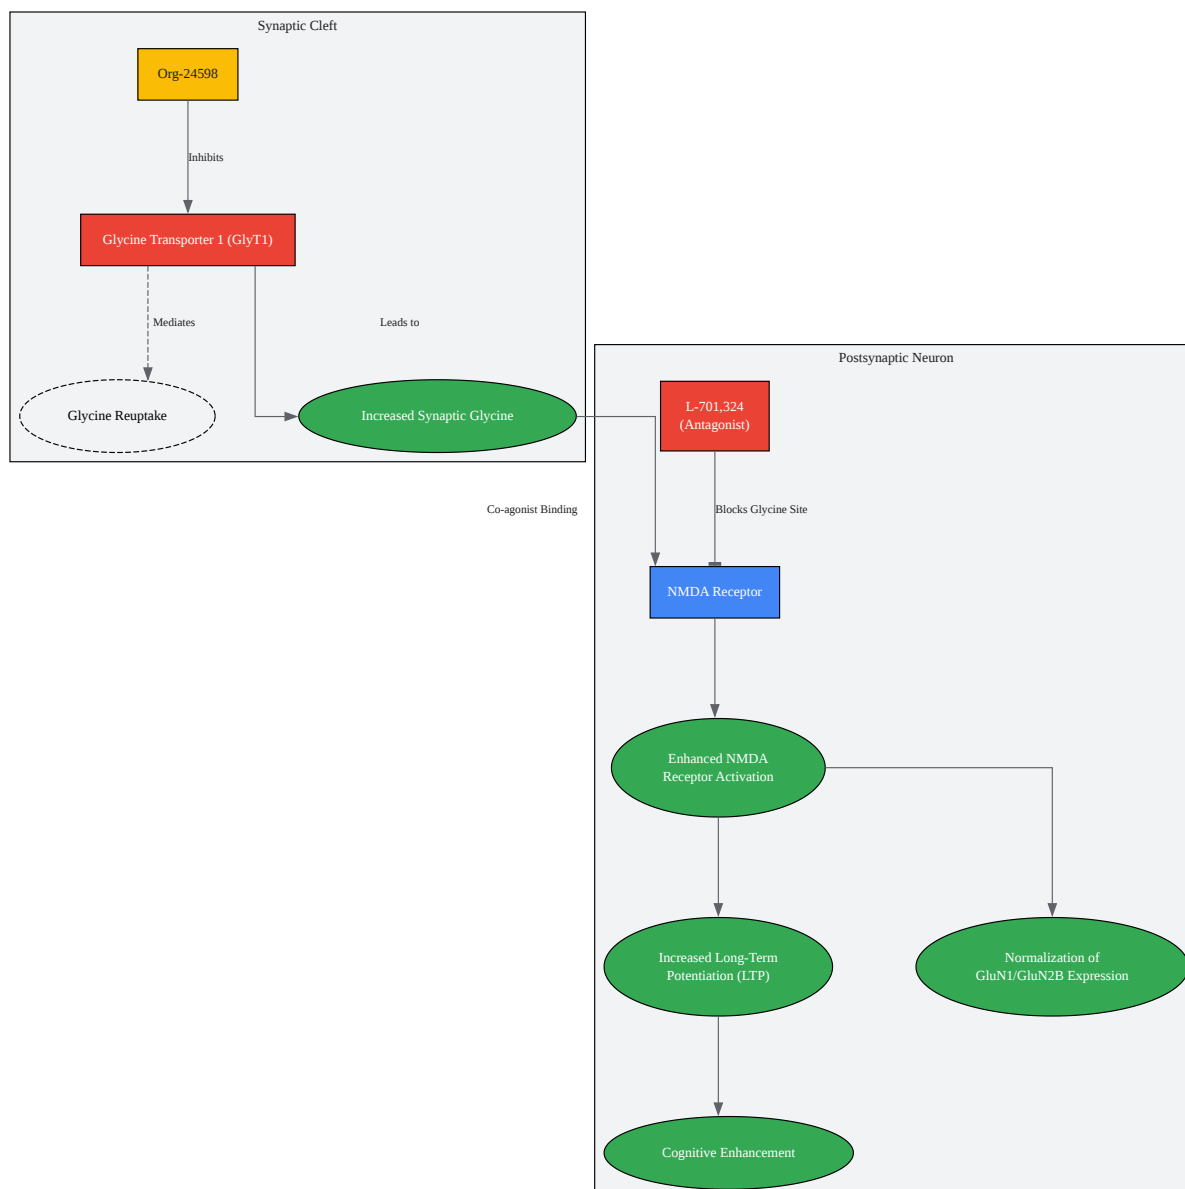 Synaptic Cleft
Org-24598
Inhibits
Glycine Transporter 1 (GlyT1)
Mediates
Leads to
Glycine Reuptake
Increased Synaptic Glycine
Co-agonist Binding
Postsynaptic Neuron
L-701,324
(Antagonist)
Blocks Glycine Site
NMDA Receptor
Enhanced NMDA
Receptor Activation
Increased Long-Term
Potentiation (LTP)
Normalization of
GluN1/GluN2B Expression
Cognitive Enhancement